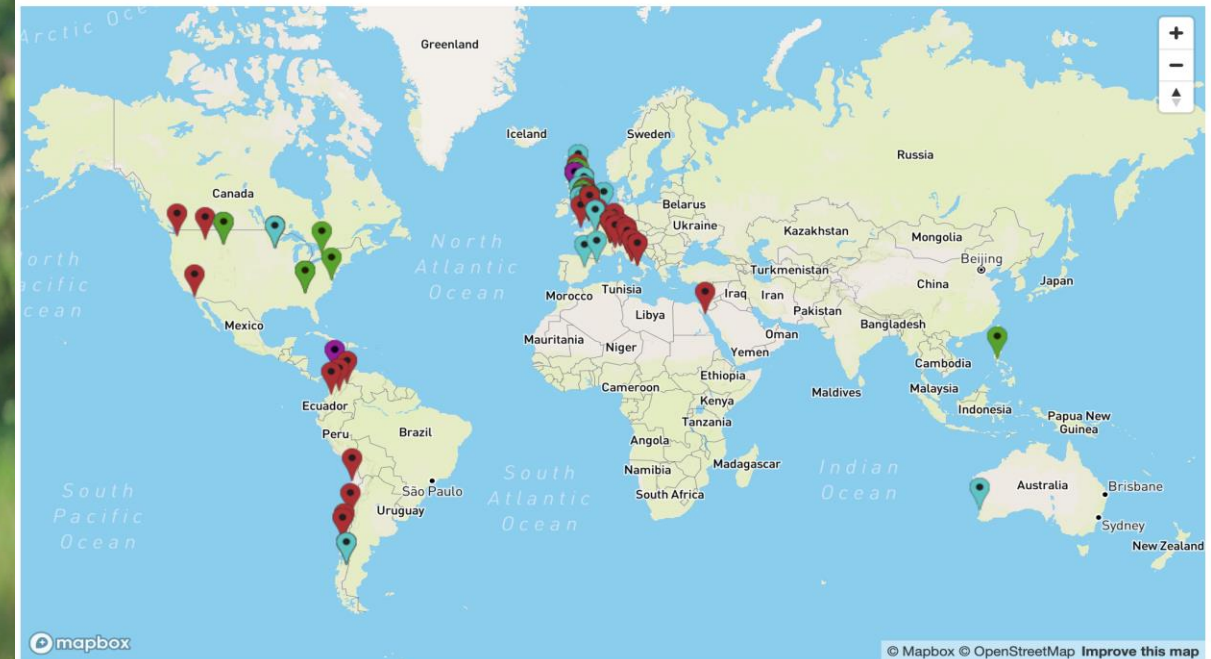 Arctic Oce
Greenland
Iceland
Sweden
Russia
Canada
Belarus
Ukraine
Kazakhstan
Mongolia
North
Atlantic
Ocean
North
acific
cean
Beijing
Turkmenistan
China
Japan
Morocco
Tunisia
Iraq
Iran
Pakistan
Libya
Mexico
Bangladesh
Oman
Mauritania
Niger
Yemen
Cambodia
Ethiopia
Malaysia
Cameroon
Maldives
Kenya
Ecuador
Indonesia
Papua New
Guinea
Tanzania
Peru
Brazil
Angola
Madagascar
Namibia
Indian
Ocean
South
Atlantic
Ocean
South
Pacific
Ocean
São Paulo
South Africa
Australia
Brisbane
Uruguay
Sydney
New Zealand
mapbox
© Mapbox © OpenStreetMap Improve this map